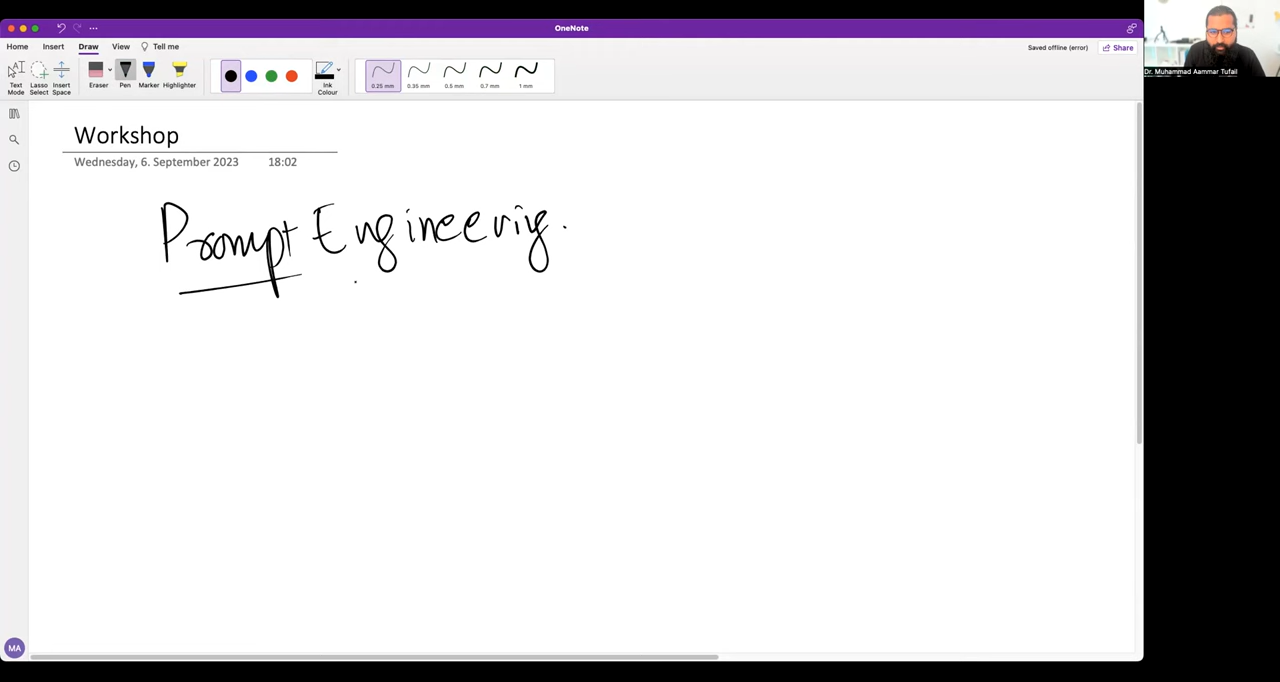 OneNote
Home Insert Draw View Tell me
Saved offline (error) Share
Text Mode
Lasso Select
Insert Space
Eraser
Pen
Marker
Highlighter
Ink Colour
0.25 mm 0.35 mm 0.5 mm 0.7 mm 1 mm
Dr. Muhammad Aammar Tufail
Workshop
Wednesday, 6. September 2023 18:02
Prompt Engineering.
MA